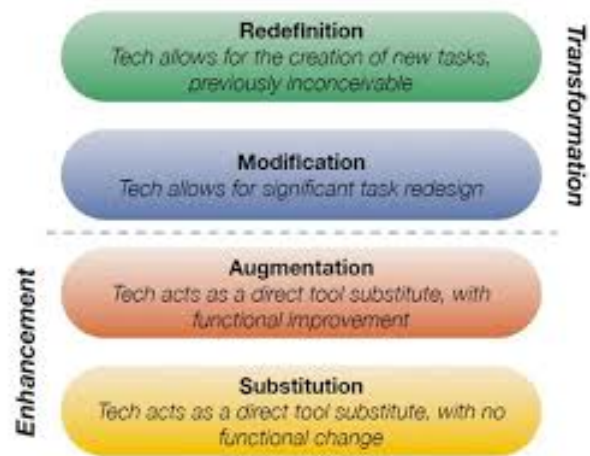 Redefinition
Tech allows for the creation of new tasks,
previously inconceivable
Transformation
Modification
Tech allows for significant task redesign
Augmentation
Tech acts as a direct tool substitute, with
functional improvement
Enhancement
Substitution
Tech acts as a direct tool substitute, with no
functional change